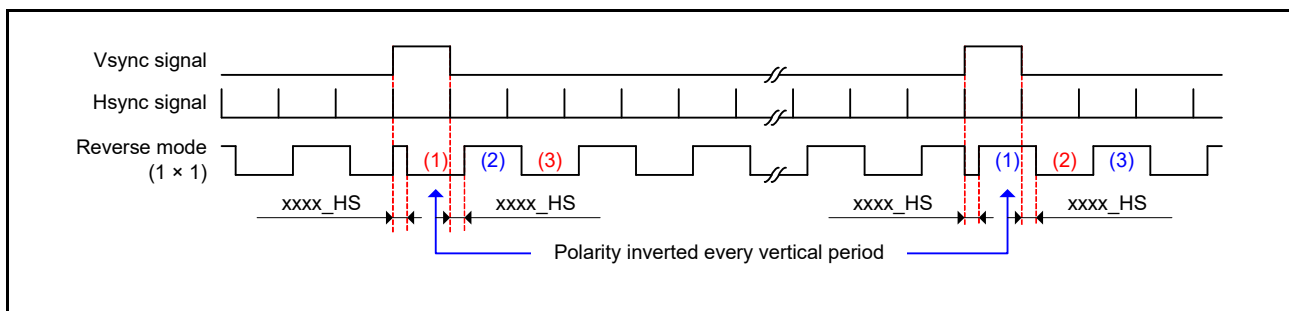 Vsync signal
Hsync signal
Reverse mode
(1 × 1)
(1) (2) (3) (1) (2) (3)
xxxx_HS xxxx_HS xxxx_HS xxxx_HS
Polarity inverted every vertical period